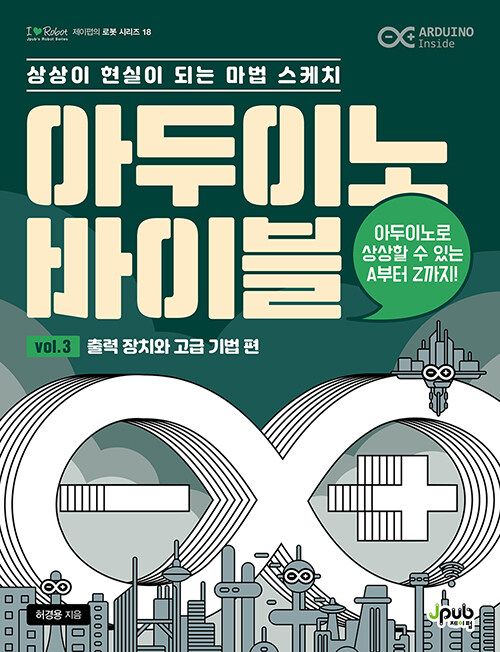 I Robot 제이펍의 로봇 시리즈 18
Jpub's Robot Series
ARDUINO
Inside
상상이 현실이 되는 마법 스케치
아두이노
바이블
아두이노로
상상할 수 있는
A부터 Z까지!
vol.3 출력 장치와 고급 기법 편
허경용 지음
Jpub
제이펍